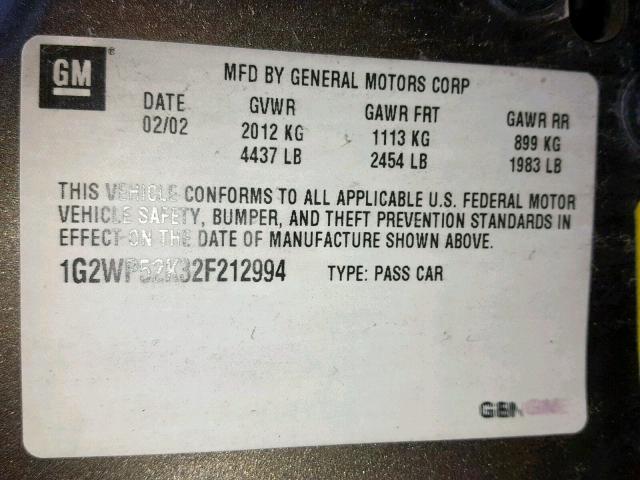 GM ®
MFD BY GENERAL MOTORS CORP
DATE GVWR GAWR FRT GAWR RR
02/02 2012 KG 1113 KG 899 KG
4437 LB 2454 LB 1983 LB
THIS VEHICLE CONFORMS TO ALL APPLICABLE U.S. FEDERAL MOTOR
VEHICLE SAFETY, BUMPER, AND THEFT PREVENTION STANDARDS IN
EFFECT ON THE DATE OF MANUFACTURE SHOWN ABOVE.
1G2WP52K32F212994 TYPE: PASS CAR